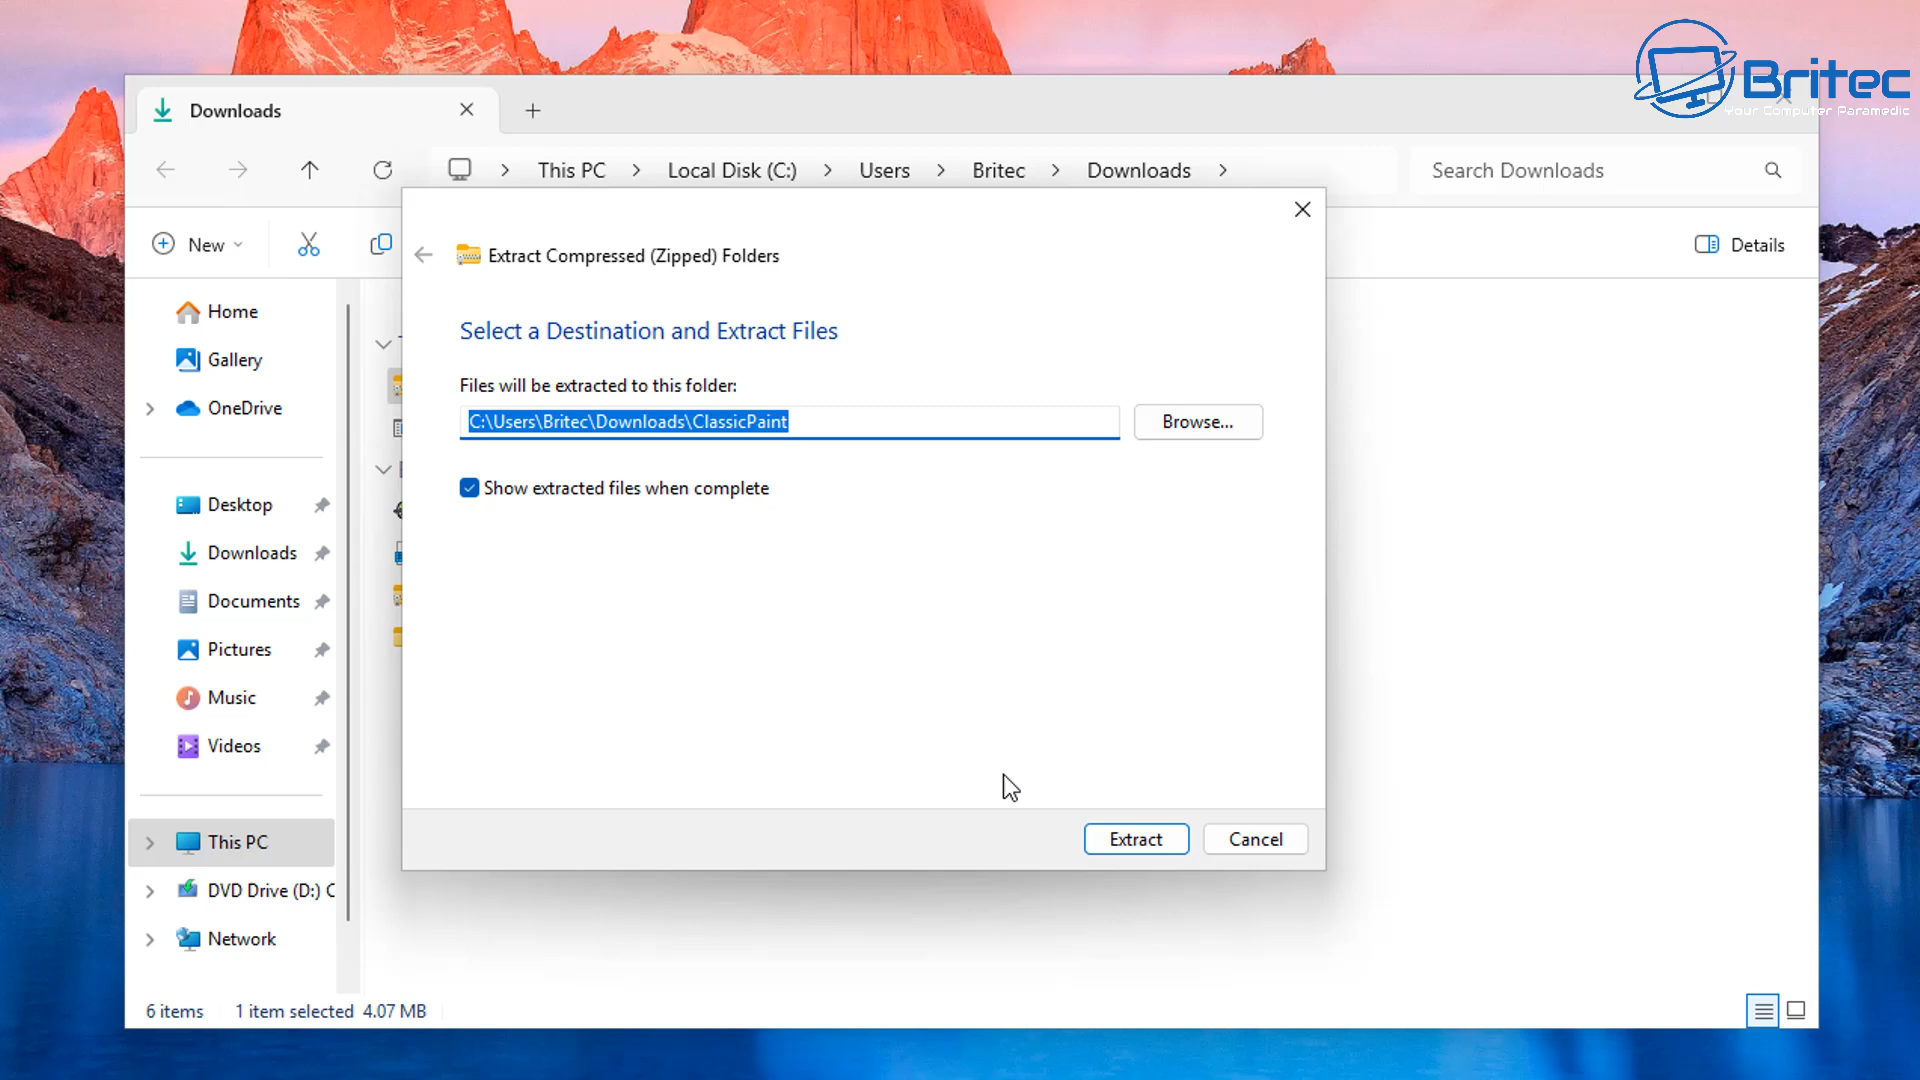 Britec
Your Computer Paramedic
Downloads
This PC
Local Disk (C:)
Users
Britec
Downloads
Search Downloads
New
Details
Extract Compressed (Zipped) Folders
Select a Destination and Extract Files
Files will be extracted to this folder:
C:\Users\Britec\Downloads\ClassicPaint
Browse...
Show extracted files when complete
Extract
Cancel
Home
Gallery
OneDrive
Desktop
Downloads
Documents
Pictures
Music
Videos
This PC
DVD Drive (D:) C
Network
6 items
1 item selected 4.07 MB